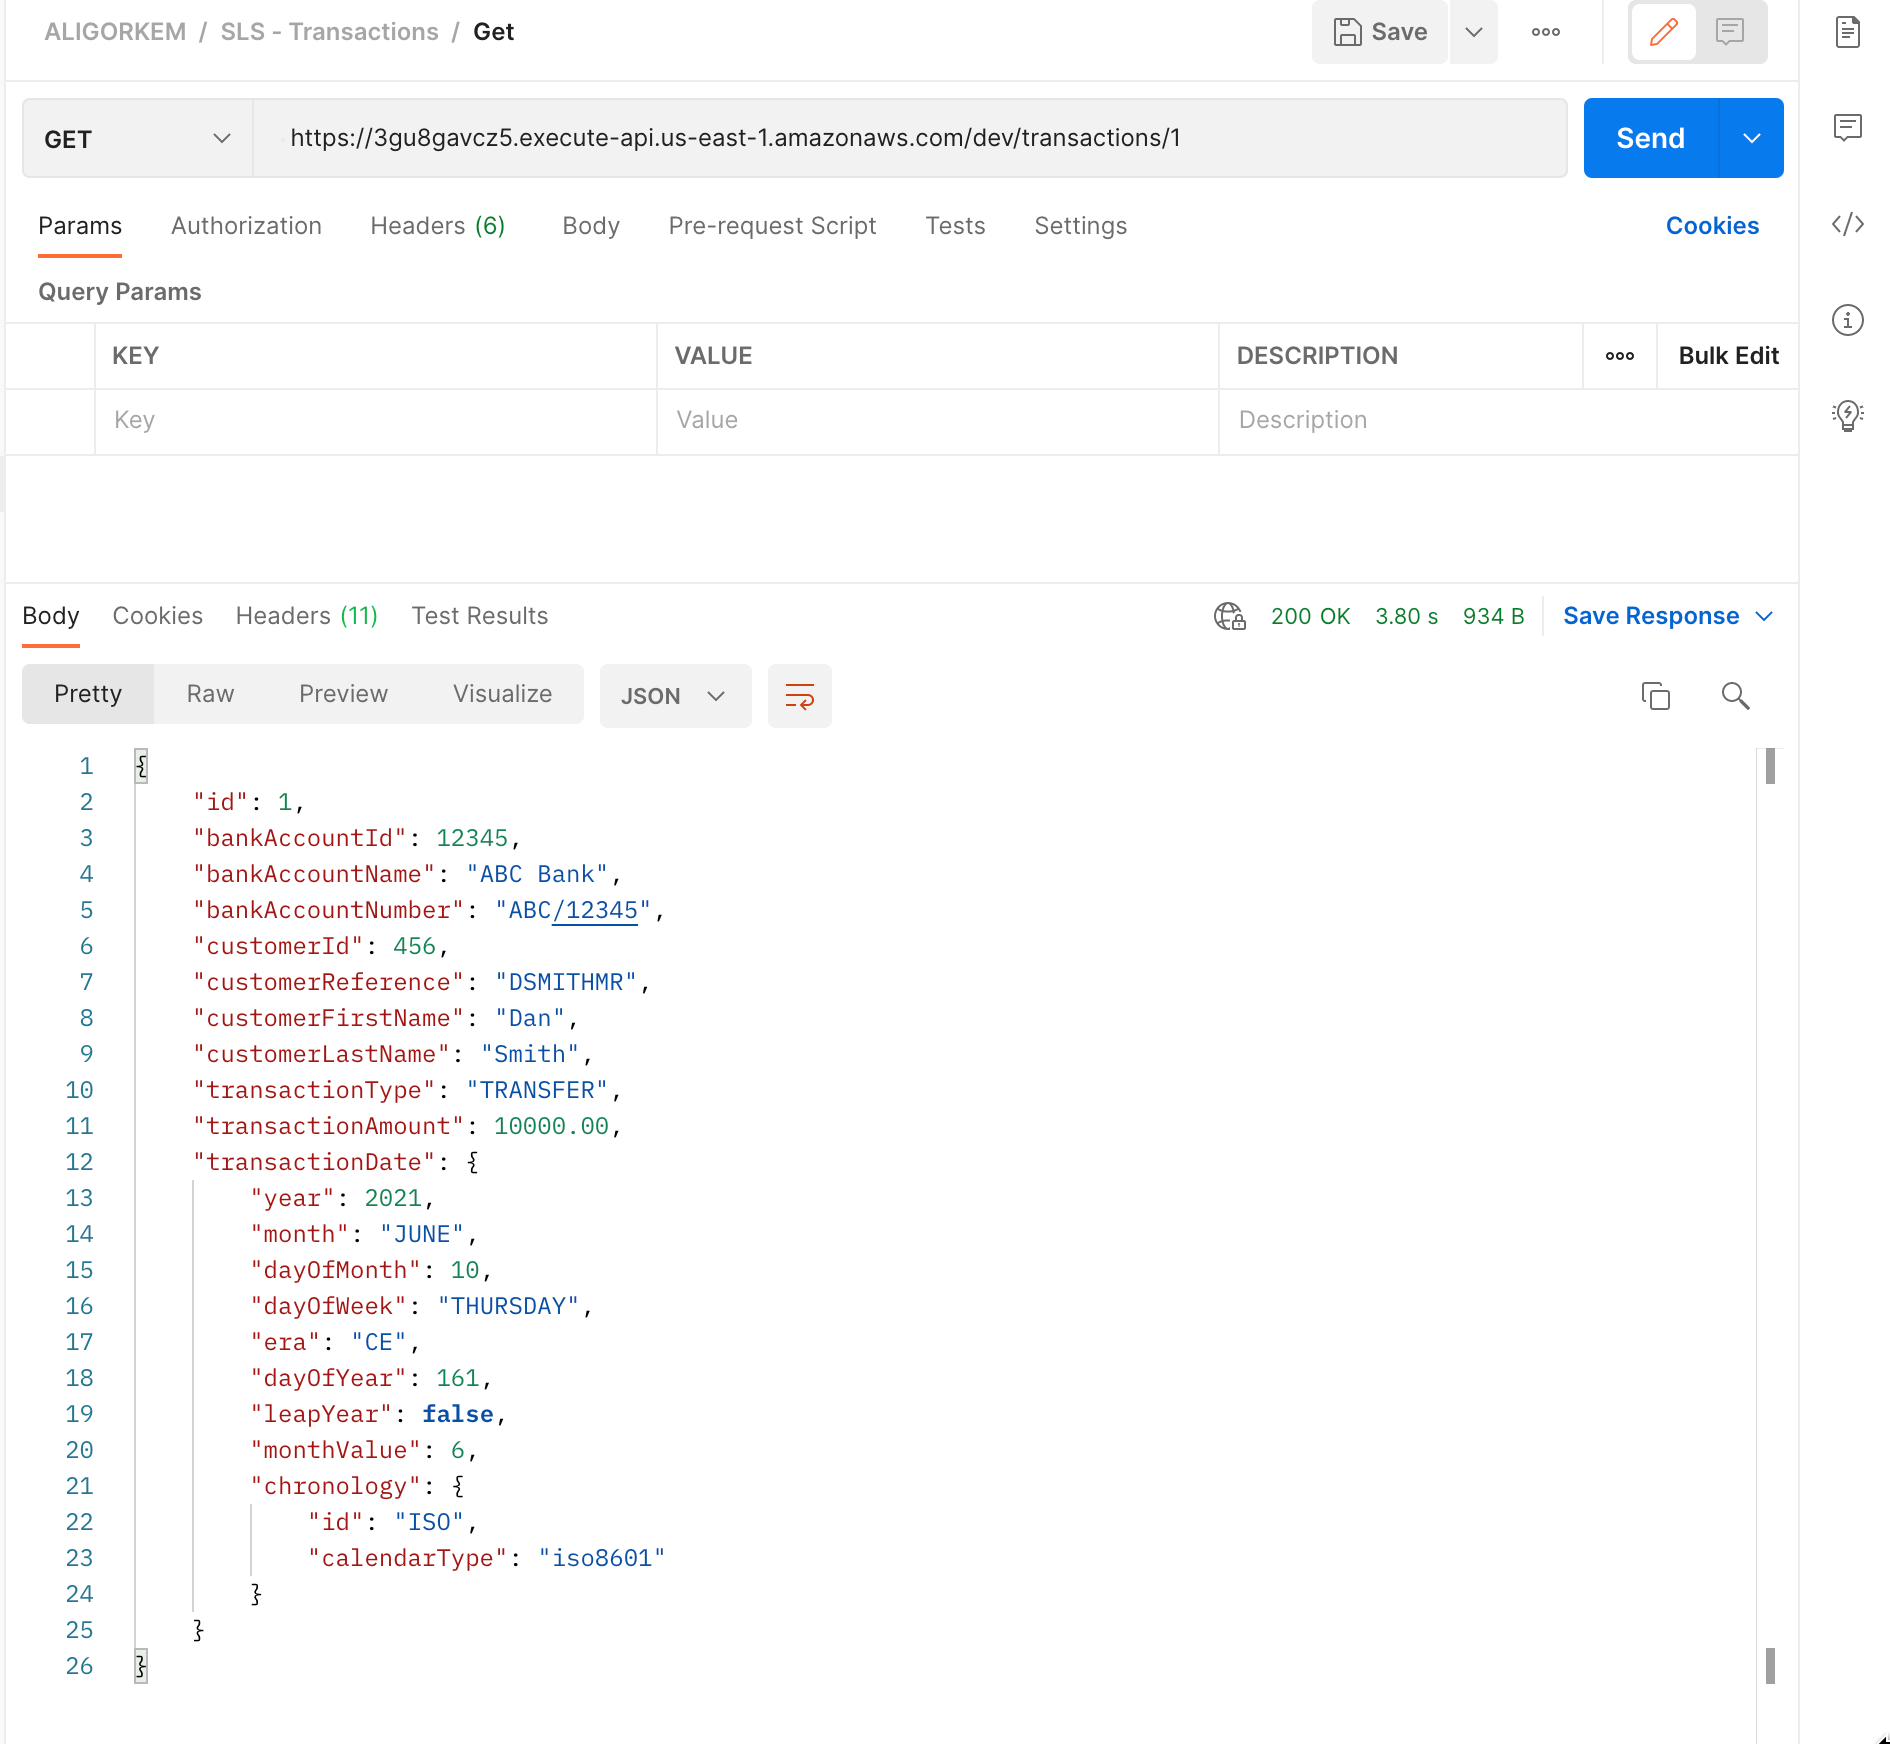 ALIGORKEM / SLS - Transactions / Get
Save
GET https://3gu8gavcz5.execute-api.us-east-1.amazonaws.com/dev/transactions/1 Send
Params Authorization Headers (6) Body Pre-request Script Tests Settings Cookies
Query Params
KEY VALUE DESCRIPTION Bulk Edit
Key Value Description
Body Cookies Headers (11) Test Results 200 OK 3.80 s 934 B Save Response
Pretty Raw Preview Visualize JSON
1 {
2 "id": 1,
3 "bankAccountId": 12345,
4 "bankAccountName": "ABC Bank",
5 "bankAccountNumber": "ABC/12345",
6 "customerId": 456,
7 "customerReference": "DSMITHMR",
8 "customerFirstName": "Dan",
9 "customerLastName": "Smith",
10 "transactionType": "TRANSFER",
11 "transactionAmount": 10000.00,
12 "transactionDate": {
13 "year": 2021,
14 "month": "JUNE",
15 "dayOfMonth": 10,
16 "dayOfWeek": "THURSDAY",
17 "era": "CE",
18 "dayOfYear": 161,
19 "leapYear": false,
20 "monthValue": 6,
21 "chronology": {
22 "id": "ISO",
23 "calendarType": "iso8601"
24 }
25 }
26 }